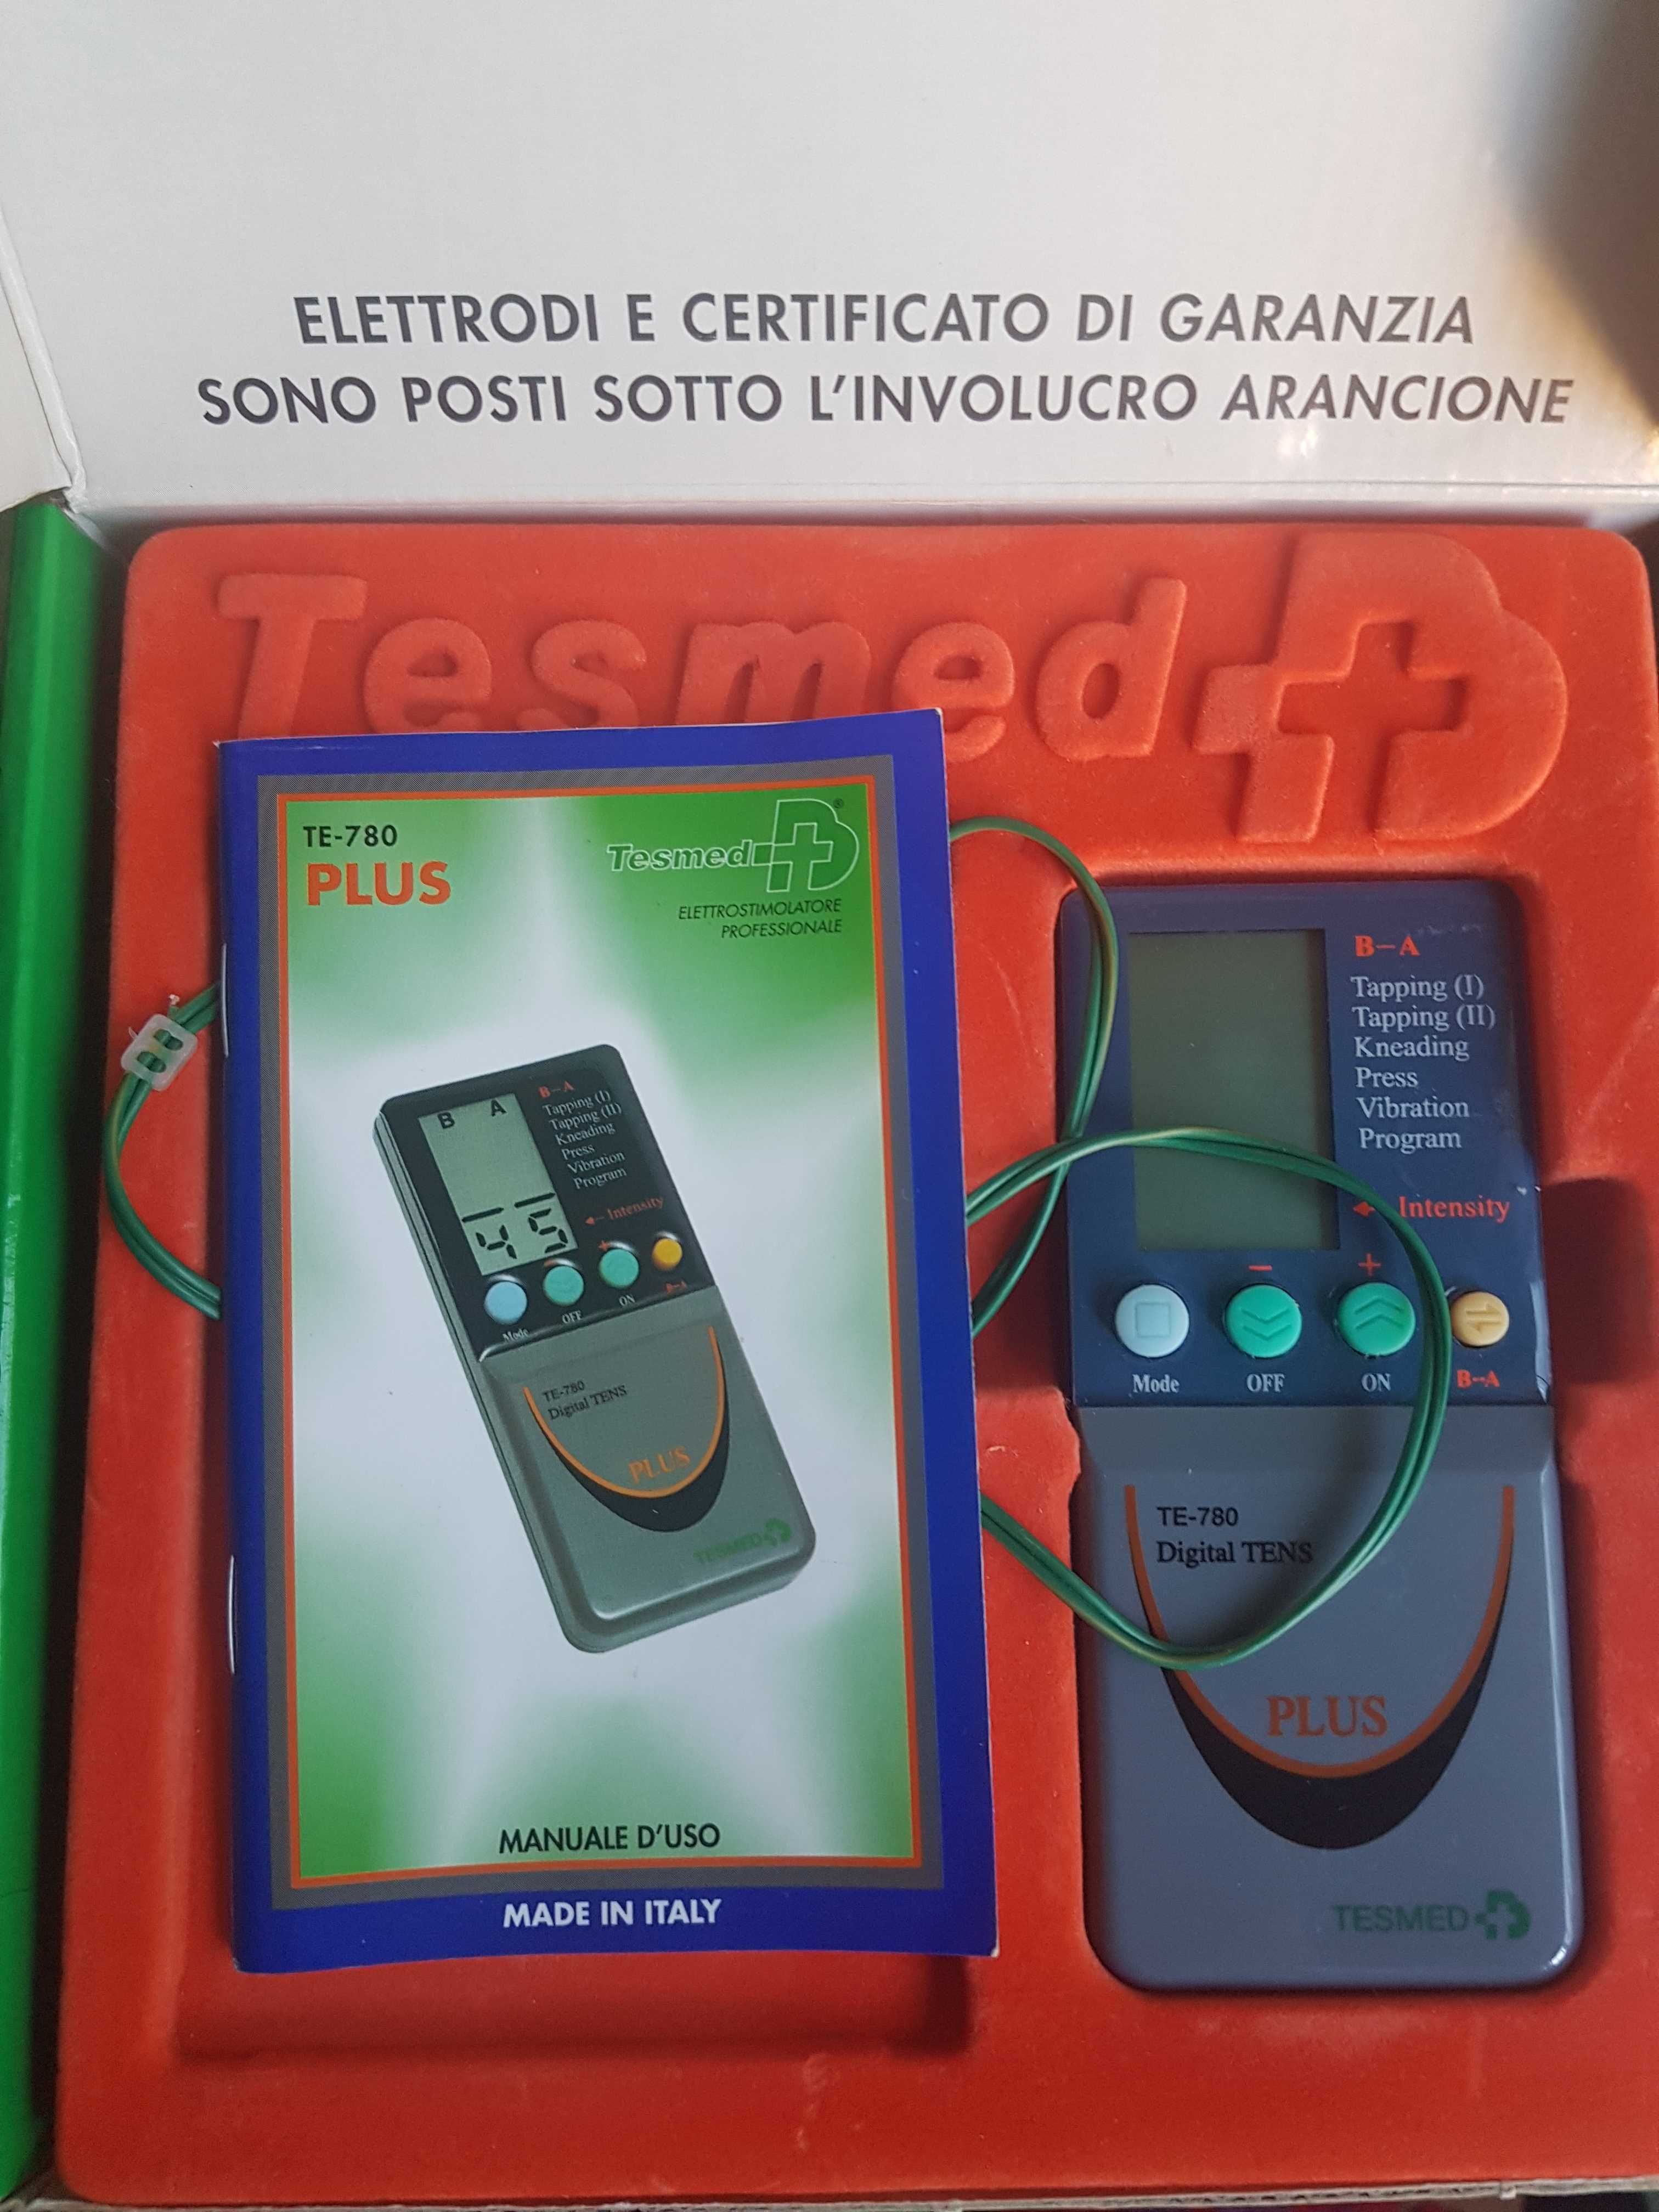 ELETTRODI E CERTIFICATO DI GARANZIA
SONO POSTI SOTTO L'INVOLUCRO ARANCIONE
Tesmed
TE-780
PLUS
Tesmed®
ELETTROSTIMOLATORE
PROFESSIONALE
B A
B-A
Tapping (I)
Tapping (II)
Kneading
Press
Vibration
Program
45
Intensity
+
Mode
OFF
ON
B-A
TE-780
Digital TENS
PLUS
TESMED
MANUALE D'USO
MADE IN ITALY
B-A
Tapping (I)
Tapping (II)
Kneading
Press
Vibration
Program
Intensity
- +
Mode OFF ON B-A
TE-780
Digital TENS
PLUS
TESMED